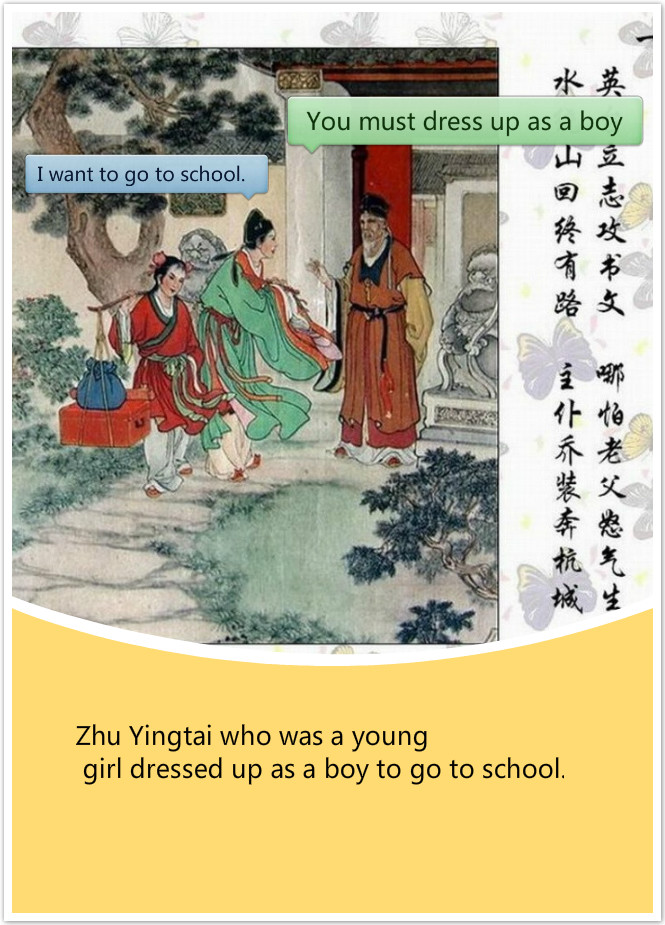 You must dress up as a boy
I want to go to school.
英立志攻书文 哪怕老父怒气生
水山回终有路 主仆乔装奔杭城
Zhu Yingtai who was a young
girl dressed up as a boy to go to school.